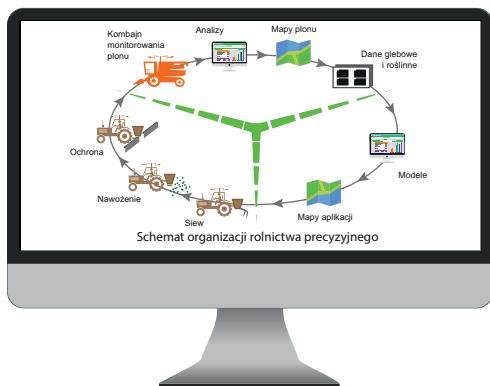 Kombajn
monitorowania
plonu
Analizy
Mapy plonu
Dane glebowe
i roślinne
Modele
Mapy aplikacji
Siew
Nawożenie
Ochrona
Schemat organizacji rolnictwa precyzyjnego